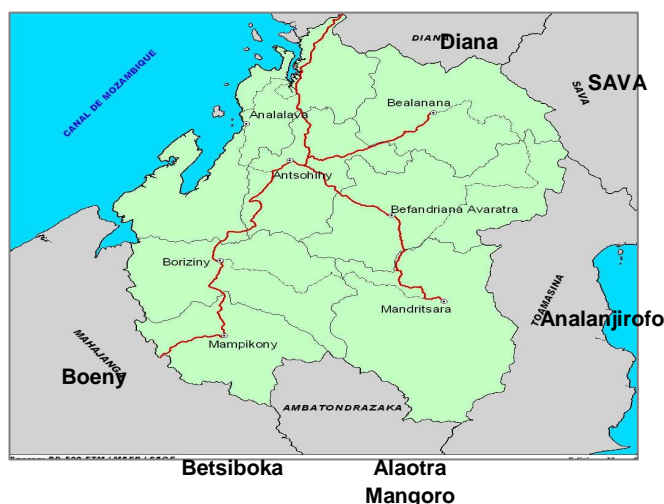 DIANA
Diana
SAVA
SAVA
CANAL DE MOZAMBIQUE
Bealanana
Analalava
Antsohihy
Befandriana Avaratra
Boriziny
Mandritsara
TOAMASINA
Analanjirofo
MAHAJANGA
Mampikony
Boeny
AMBATONDRAZAKA
Betsiboka
Alaotra
Mangoro